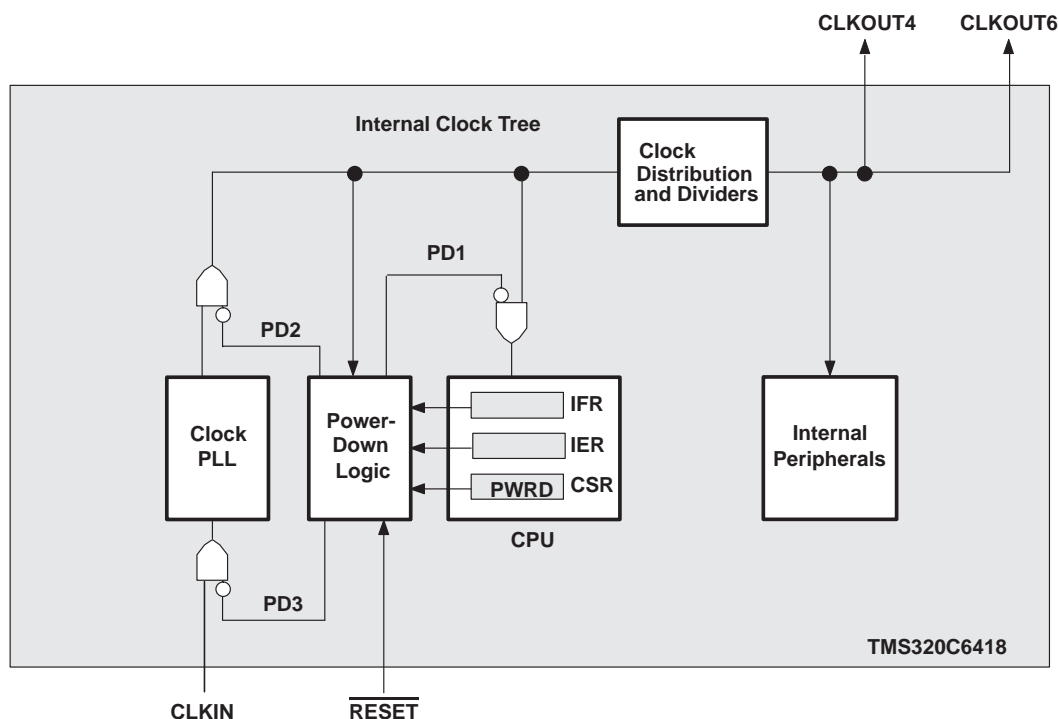 CLKOUT4 CLKOUT6
Internal Clock Tree
Clock
Distribution
and Dividers
PD1
PD2
Clock
PLL
Power-
Down
Logic
IFR
IER
PWRD CSR
CPU
Internal
Peripherals
PD3
TMS320C6418
CLKIN
RESET